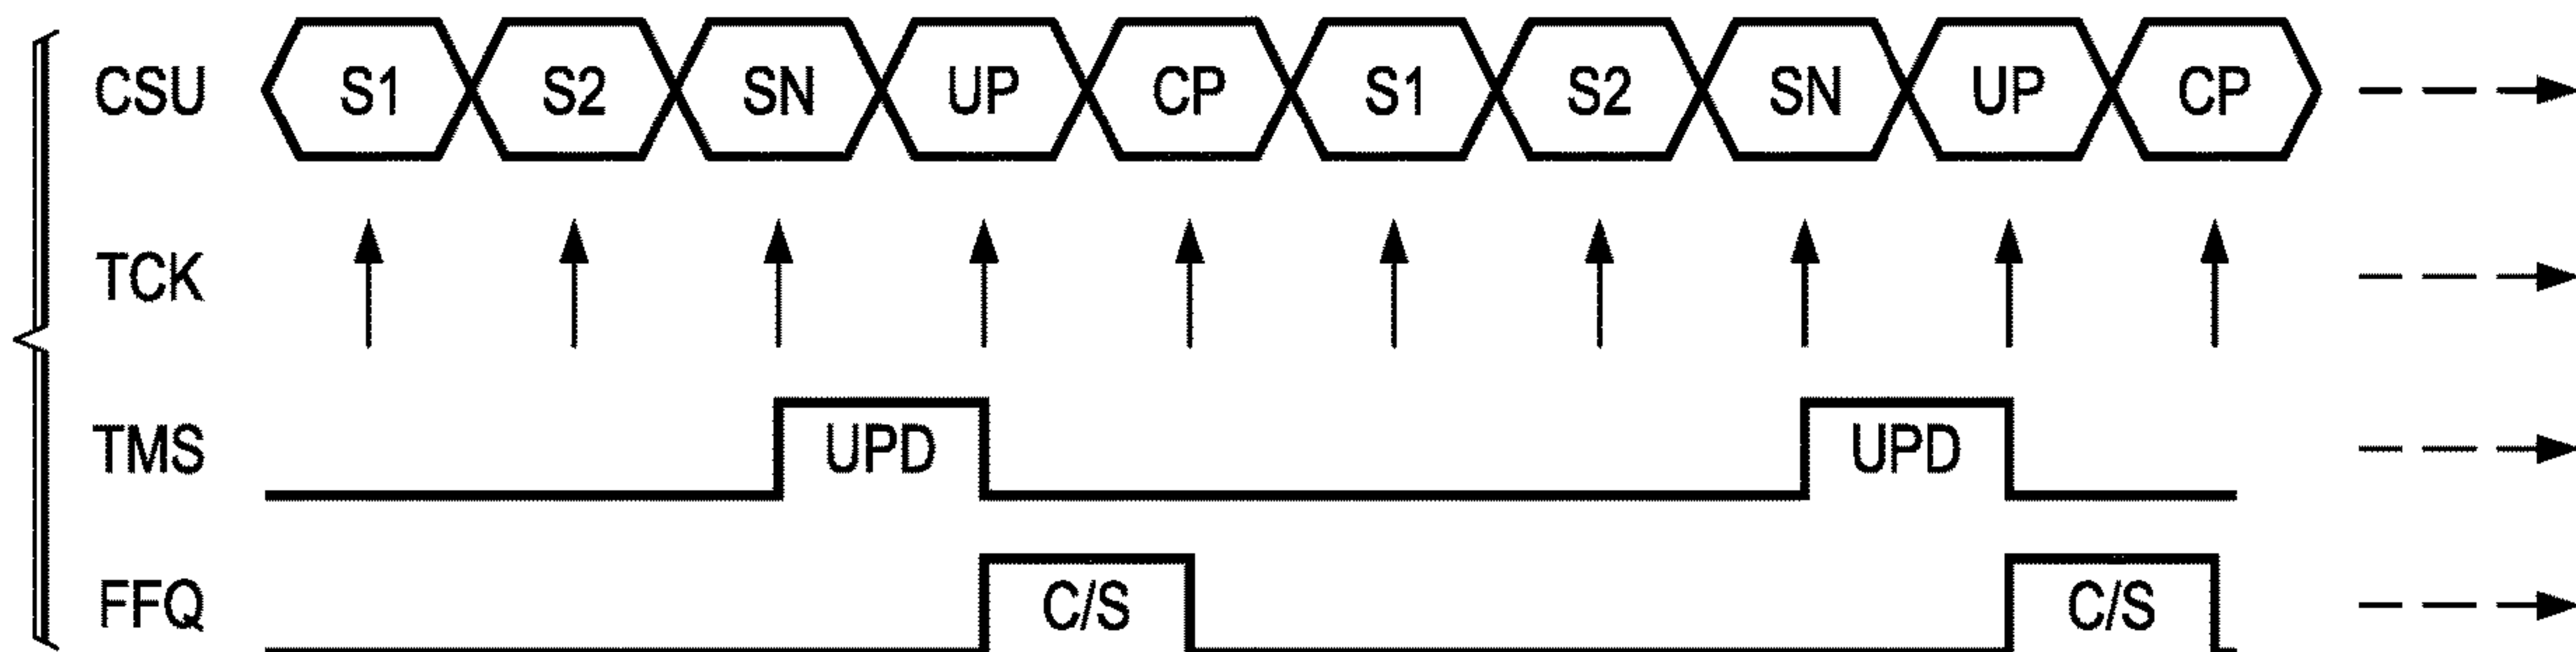 CSU S1 S2 SN UP CP S1 S2 SN UP CP
TCK
TMS UPD UPD
FFQ C/S C/S